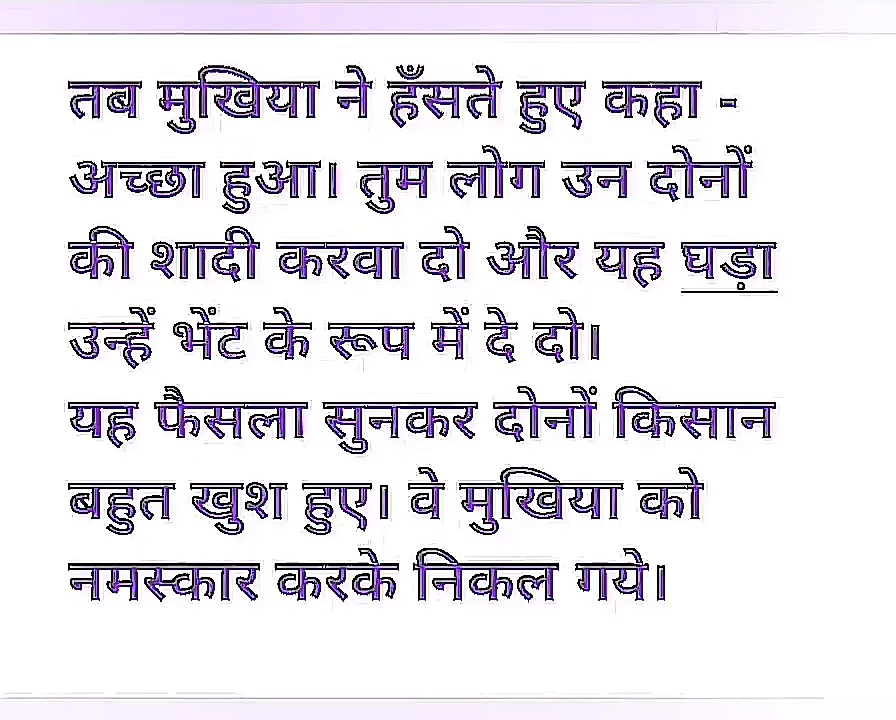 तब मुखिया ने हँसते हुए कहा -
अच्छा हुआ। तुम लोग उन दोनों
की शादी करवा दो और यह घड़ा
उन्हें भेंट के रूप में दे दो।
यह फैसला सुनकर दोनों किसान
बहुत खुश हुए। वे मुखिया को
नमस्कार करके निकल गये।